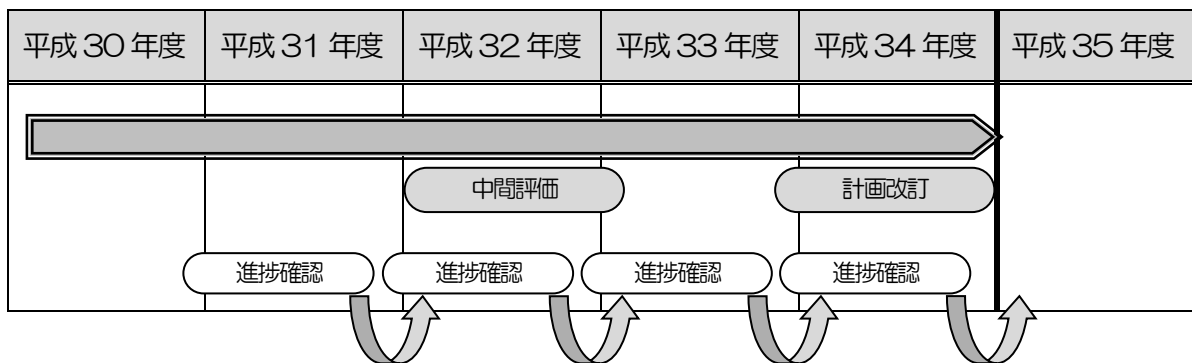 平成30年度 平成31年度 平成32年度 平成33年度 平成34年度 平成35年度
中間評価 計画改訂
進捗確認 進捗確認 進捗確認 進捗確認